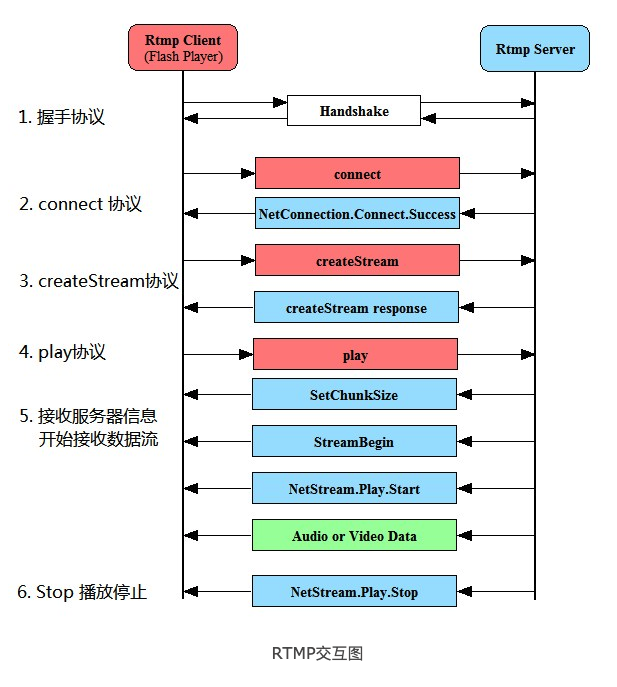 Rtmp Client
(Flash Player)
Rtmp Server
1. 握手协议
Handshake
connect
2. connect 协议
NetConnection.Connect.Success
createStream
3. createStream协议
createStream response
4. play协议
play
SetChunkSize
5. 接收服务器信息
开始接收数据流
StreamBegin
NetStream.Play.Start
Audio or Video Data
6. Stop 播放停止
NetStream.Play.Stop
RTMP交互图